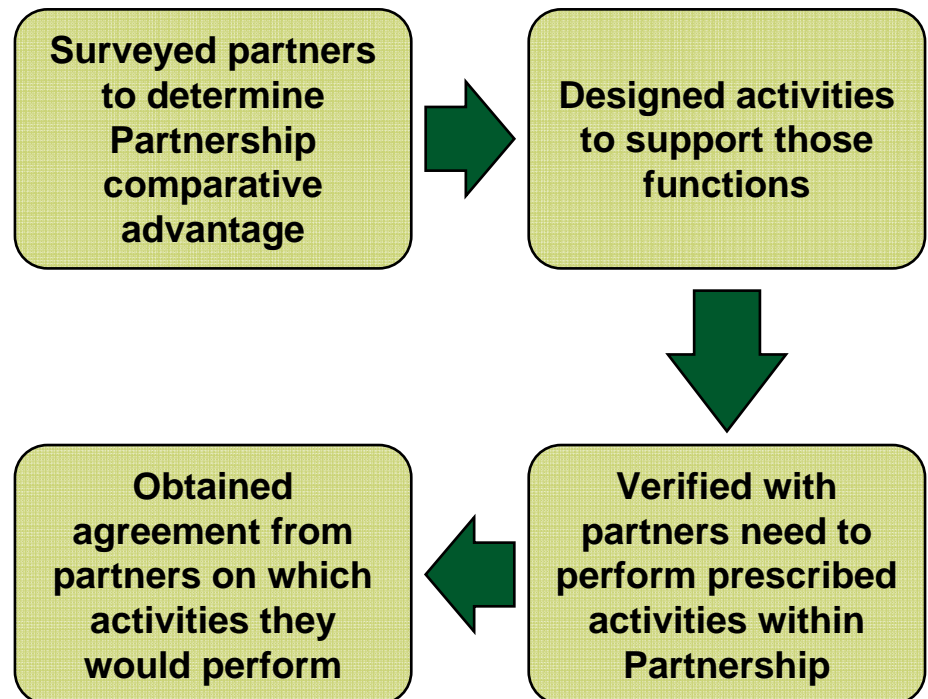 Surveyed partners
to determine
Partnership
comparative
advantage
Designed activities
to support those
functions
Verified with
partners need to
perform prescribed
activities within
Partnership
Obtained
agreement from
partners on which
activities they
would perform